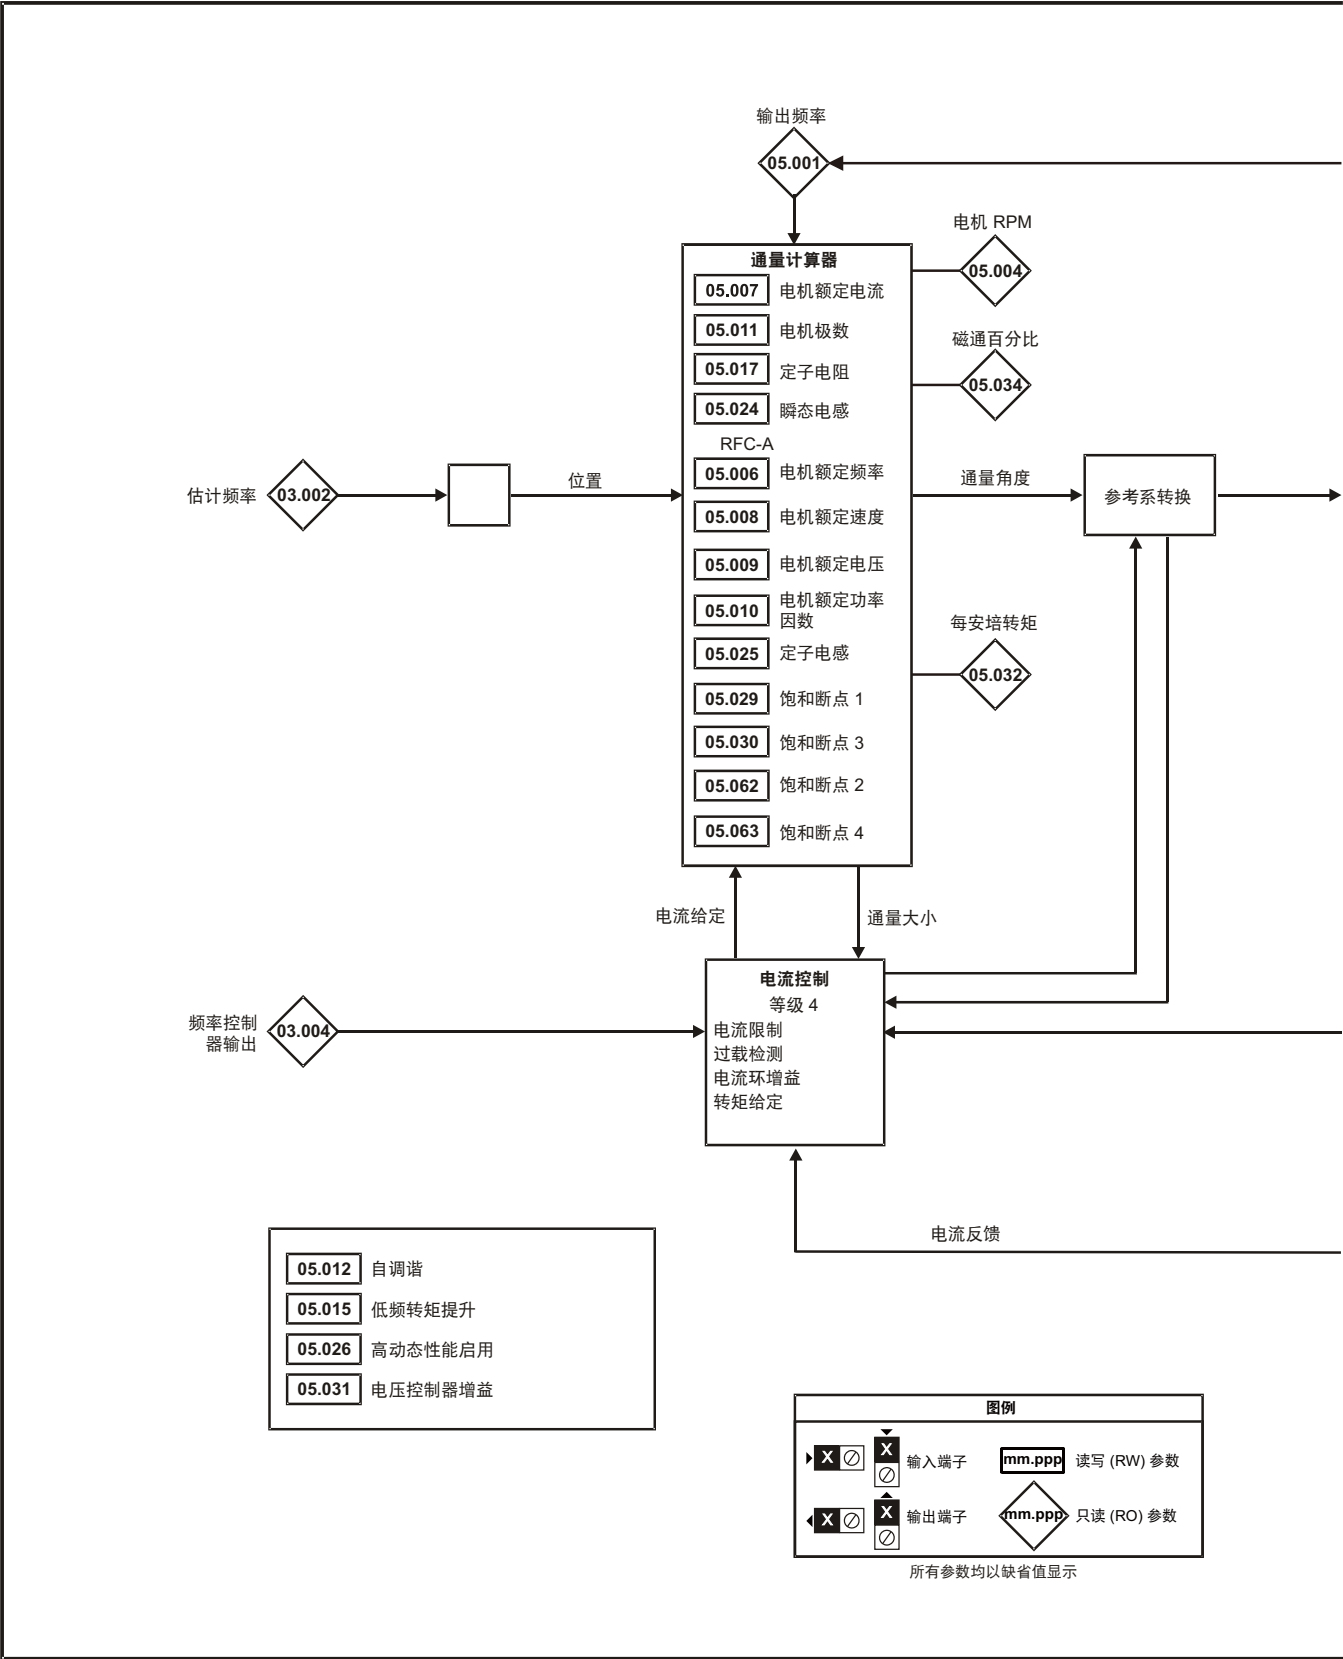 输出频率
05.001
电机 RPM
05.004
通量计算器
05.007 电机额定电流
05.011 电机极数
磁通百分比
05.034
05.017 定子电阻
05.024 瞬态电感
RFC-A
05.006 电机额定频率
估计频率 03.002
位置
通量角度
参考系转换
05.008 电机额定速度
05.009 电机额定电压
05.010 电机额定功率
因数
每安培转矩
05.032
05.025 定子电感
05.029 饱和断点 1
05.030 饱和断点 3
05.062 饱和断点 2
05.063 饱和断点 4
电流给定
通量大小
电流控制
等级 4
电流限制
过载检测
电流环增益
转矩给定
频率控制
器输出
03.004
电流反馈
05.012 自调谐
05.015 低频转矩提升
05.026 高动态性能启用
05.031 电压控制器增益
图例
X X 输入端子 mm.ppp 读写 (RW) 参数
X X 输出端子 mm.ppp 只读 (RO) 参数
所有参数均以缺省值显示